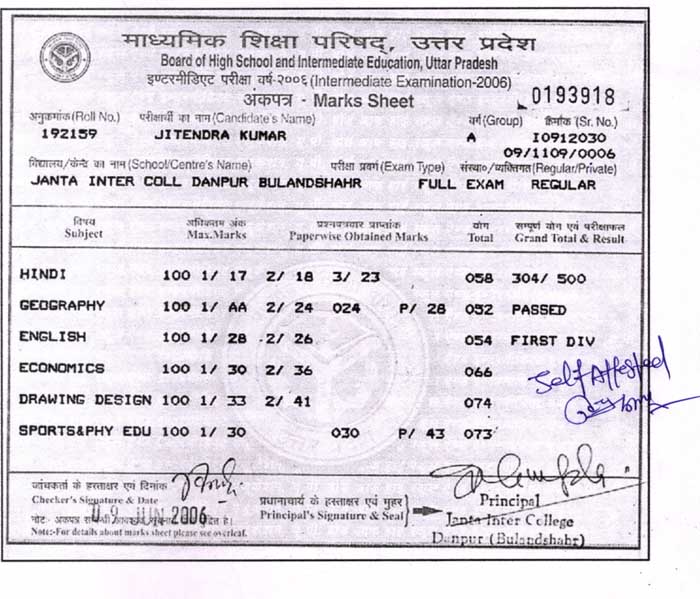 माध्यमिक शिक्षा परिषद्, उत्तर प्रदेश
Board of High School and Intermediate Education, Uttar Pradesh
इण्टरमीडिएट परीक्षा वर्ष-२००६ (Intermediate Examination-2006)
अंकपत्र - Marks Sheet 0193918
अनुक्रमांक (Roll No.) परीक्षार्थी का नाम (Candidate's Name) वर्ग (Group) क्रमांक (Sr. No.)
192159 JITENDRA KUMAR A I0912030
09/1109/0006
विद्यालय/केन्द्र का नाम (School/Centre's Name) परीक्षा प्रवर्ग (Exam Type) संस्था०/व्यक्तिगत (Regular/Private)
JANTA INTER COLL DANPUR BULANDSHAHR FULL EXAM REGULAR
विषय अधिकतम अंक प्रश्नपत्रवार प्राप्तांक योग सम्पूर्ण योग एवं परीक्षाफल
Subject Max.Marks Paperwise Obtained Marks Total Grand Total & Result
HINDI 100 1/ 17 2/ 18 3/ 23 058 304/ 500
GEOGRAPHY 100 1/ AA 2/ 24 024 P/ 28 052 PASSED
ENGLISH 100 1/ 28 2/ 26 054 FIRST DIV
ECONOMICS 100 1/ 30 2/ 36 066
DRAWING DESIGN 100 1/ 33 2/ 41 074
SPORTS&PHY EDU 100 1/ 30 030 P/ 43 073
Self Attested
जांचकर्ता के हस्ताक्षर एवं दिनांक
Checker's Signature & Date
09 JUN 2006
प्रधानाचार्य के हस्ताक्षर एवं मुहर
Principal's Signature & Seal
Principal
Janta Inter College
Danpur (Bulandshahr)
नोट:- अंकपत्र
Note:-For details about marks sheet please see overleaf.